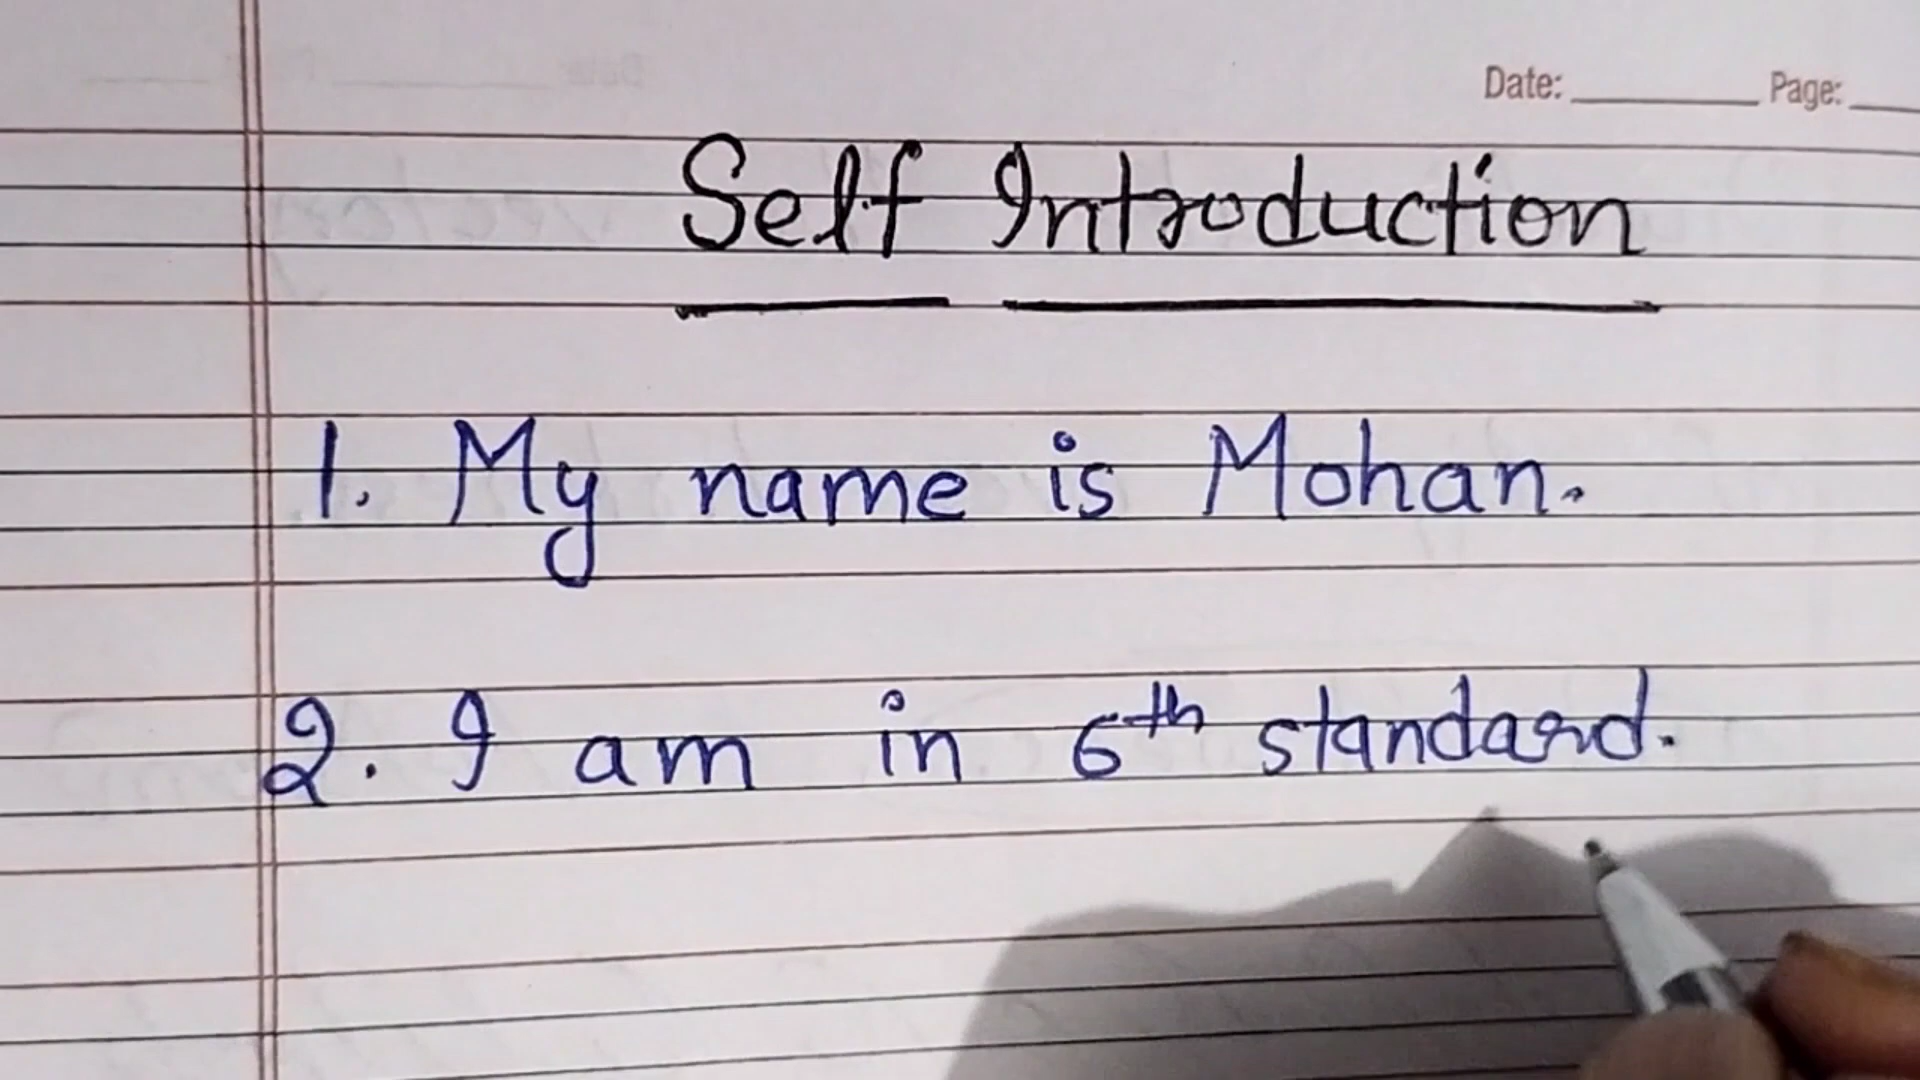 Date: Page:
Self Introduction
1. My name is Mohan.
2. I am in 6th standard.